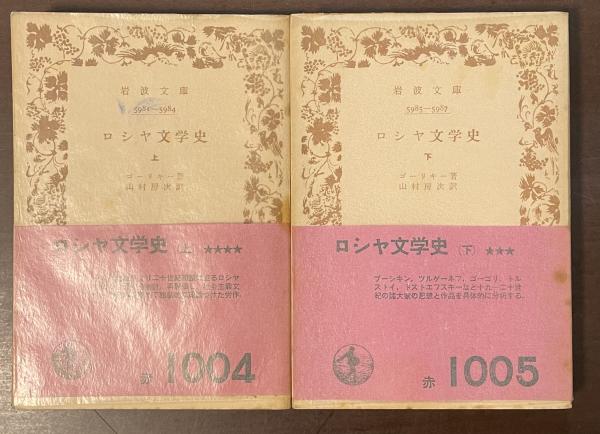 岩波文庫
5981—5984
ロシヤ文学史
上
ゴーリキー著
山村房次訳
ロシヤ文学史 (上) ★★★★
赤 1004
岩波文庫
5985—5987
ロシヤ文学史
下
ゴーリキー著
山村房次訳
ロシヤ文学史 (下) ★★★
プーシキン、ツルゲーネフ、ゴーゴリ、トル
ストイ、ドストエフスキーなど十九—二十世
紀の諸大家の思想と作品を具体的に分析する.
赤 1005